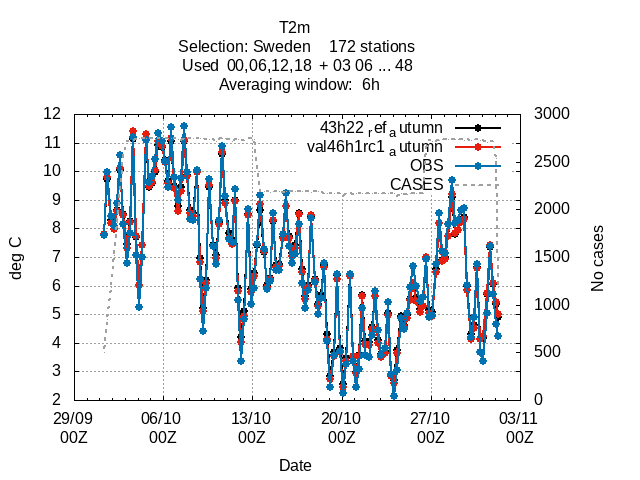 T2m
Selection: Sweden 172 stations
Used 00,06,12,18 + 03 06 ... 48
Averaging window: 6h
43h22 ref a utumn
val46h1rc1 a utumn
OBS
CASES
12
11
10
9
8
7
6
5
4
3
2
deg C
3000
2500
2000
1500
1000
500
0
No cases
29/09 06/10 13/10 20/10 27/10 03/11
00Z 00Z 00Z 00Z 00Z 00Z
Date